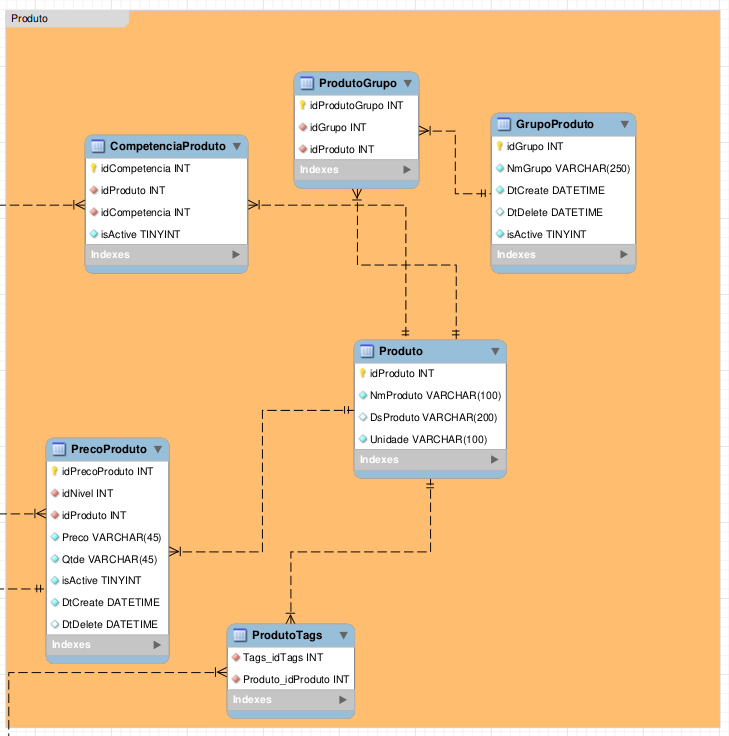 Produto
ProdutoGrupo
idProdutoGrupo INT
idGrupo INT
idProduto INT
Indexes
GrupoProduto
idGrupo INT
NmGrupo VARCHAR(250)
DtCreate DATETIME
DtDelete DATETIME
isActive TINYINT
Indexes
CompetenciaProduto
idCompetencia INT
idProduto INT
idCompetencia INT
isActive TINYINT
Indexes
Produto
idProduto INT
NmProduto VARCHAR(100)
DsProduto VARCHAR(200)
Unidade VARCHAR(100)
Indexes
PrecoProduto
idPrecoProduto INT
idNivel INT
idProduto INT
Preco VARCHAR(45)
Qtde VARCHAR(45)
isActive TINYINT
DtCreate DATETIME
DtDelete DATETIME
Indexes
ProdutoTags
Tags_idTags INT
Produto_idProduto INT
Indexes